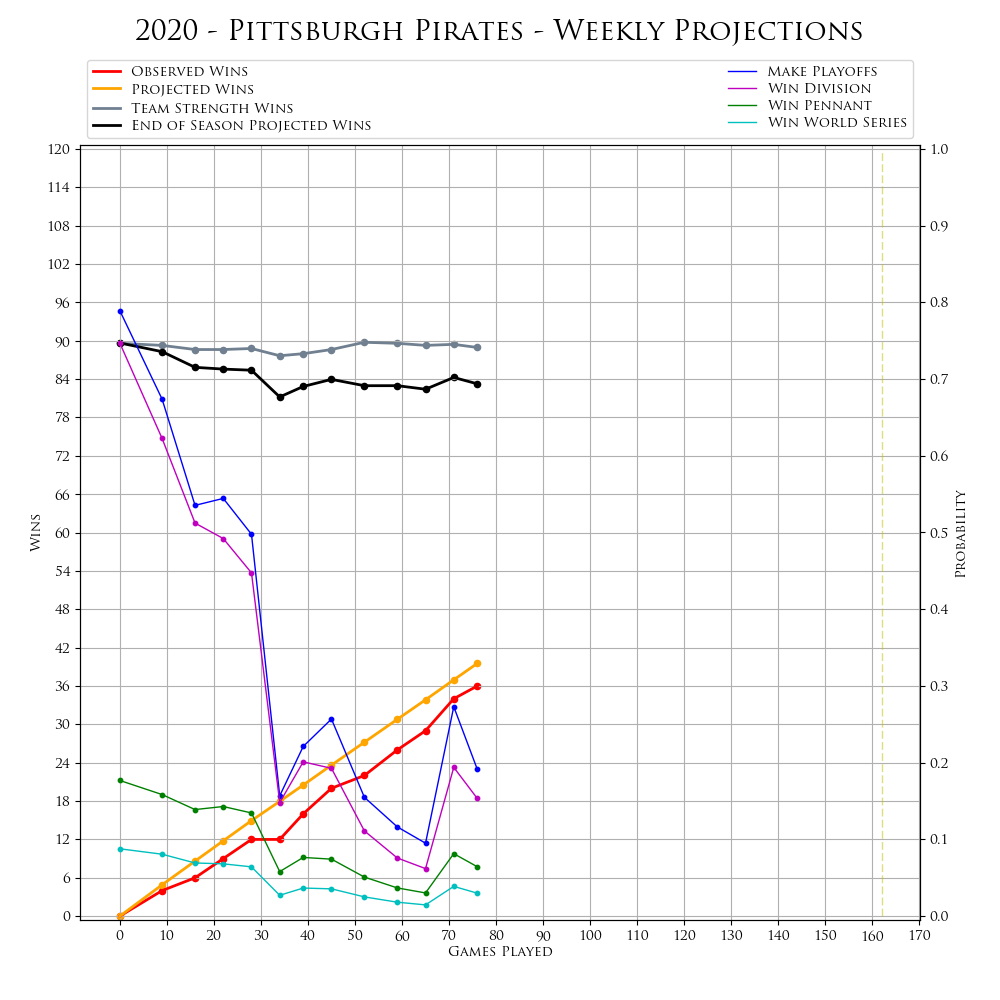 2020 - Pittsburgh Pirates - Weekly Projections
Observed Wins
Projected Wins
Team Strength Wins
End of Season Projected Wins
Make Playoffs
Win Division
Win Pennant
Win World Series
120
114
108
102
96
90
84
78
72
66
60
54
48
42
36
30
24
18
12
6
0
Wins
1.0
0.9
0.8
0.7
0.6
0.5
0.4
0.3
0.2
0.1
0.0
Probability
0 10 20 30 40 50 60 70 80 90 100 110 120 130 140 150 160 170
Games Played